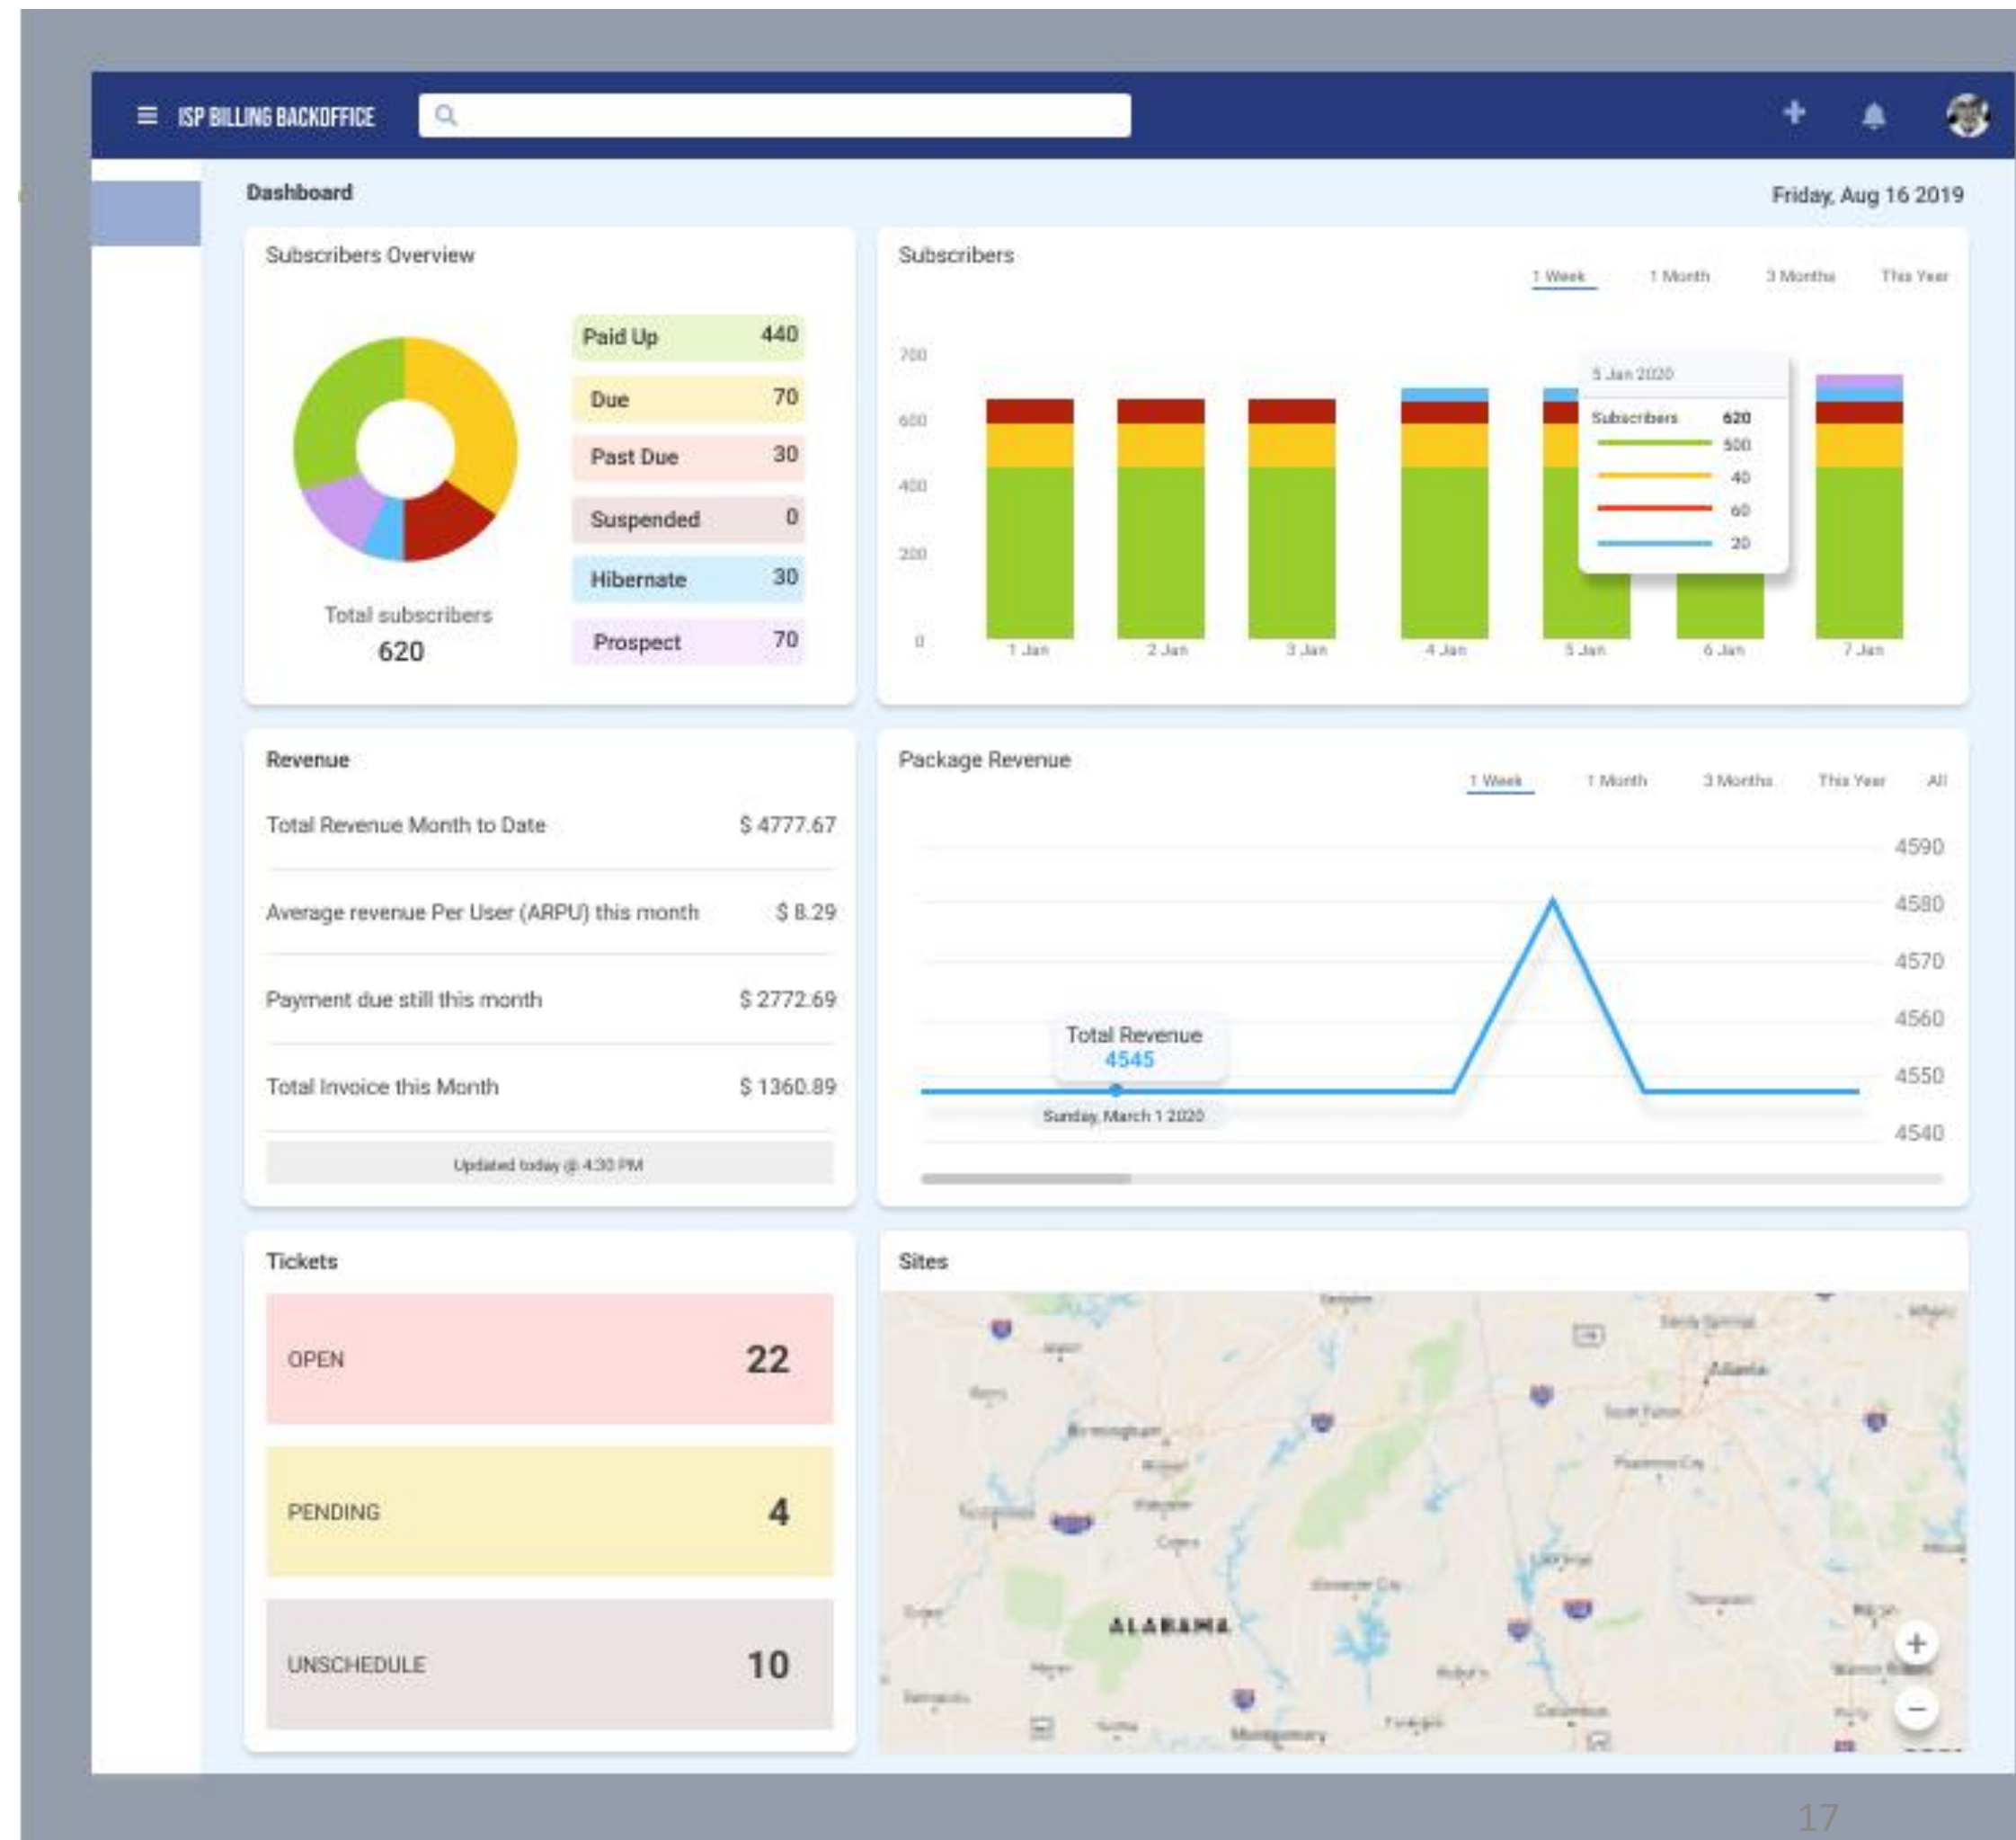 ISP BILLING BACKOFFICE
Dashboard
Friday, Aug 16 2019
Subscribers Overview
Paid Up 440
Due 70
Past Due 30
Suspended 0
Hibernate 30
Prospect 70
Total subscribers
620
Subscribers
1 Week 1 Month 3 Months This Year
700
600
400
200
0
1 Jan 2 Jan 3 Jan 4 Jan 5 Jan 6 Jan 7 Jan
5 Jan 2020
Subscribers 620
500
40
60
20
Revenue
Total Revenue Month to Date $ 4777.67
Average revenue Per User (ARPU) this month $ 8.29
Payment due still this month $ 2772.69
Total Invoice this Month $ 1360.89
Updated today @ 4:30 PM
Package Revenue
1 Week 1 Month 3 Months This Year All
4590
4580
4570
4560
4550
4540
Total Revenue
4545
Sunday, March 1 2020
Tickets
OPEN 22
PENDING 4
UNSCHEDULE 10
Sites
Sandy Springs
Atlanta
Birmingham
Alexander City
ALABAMA
Columbus
Montgomery
+
−
17